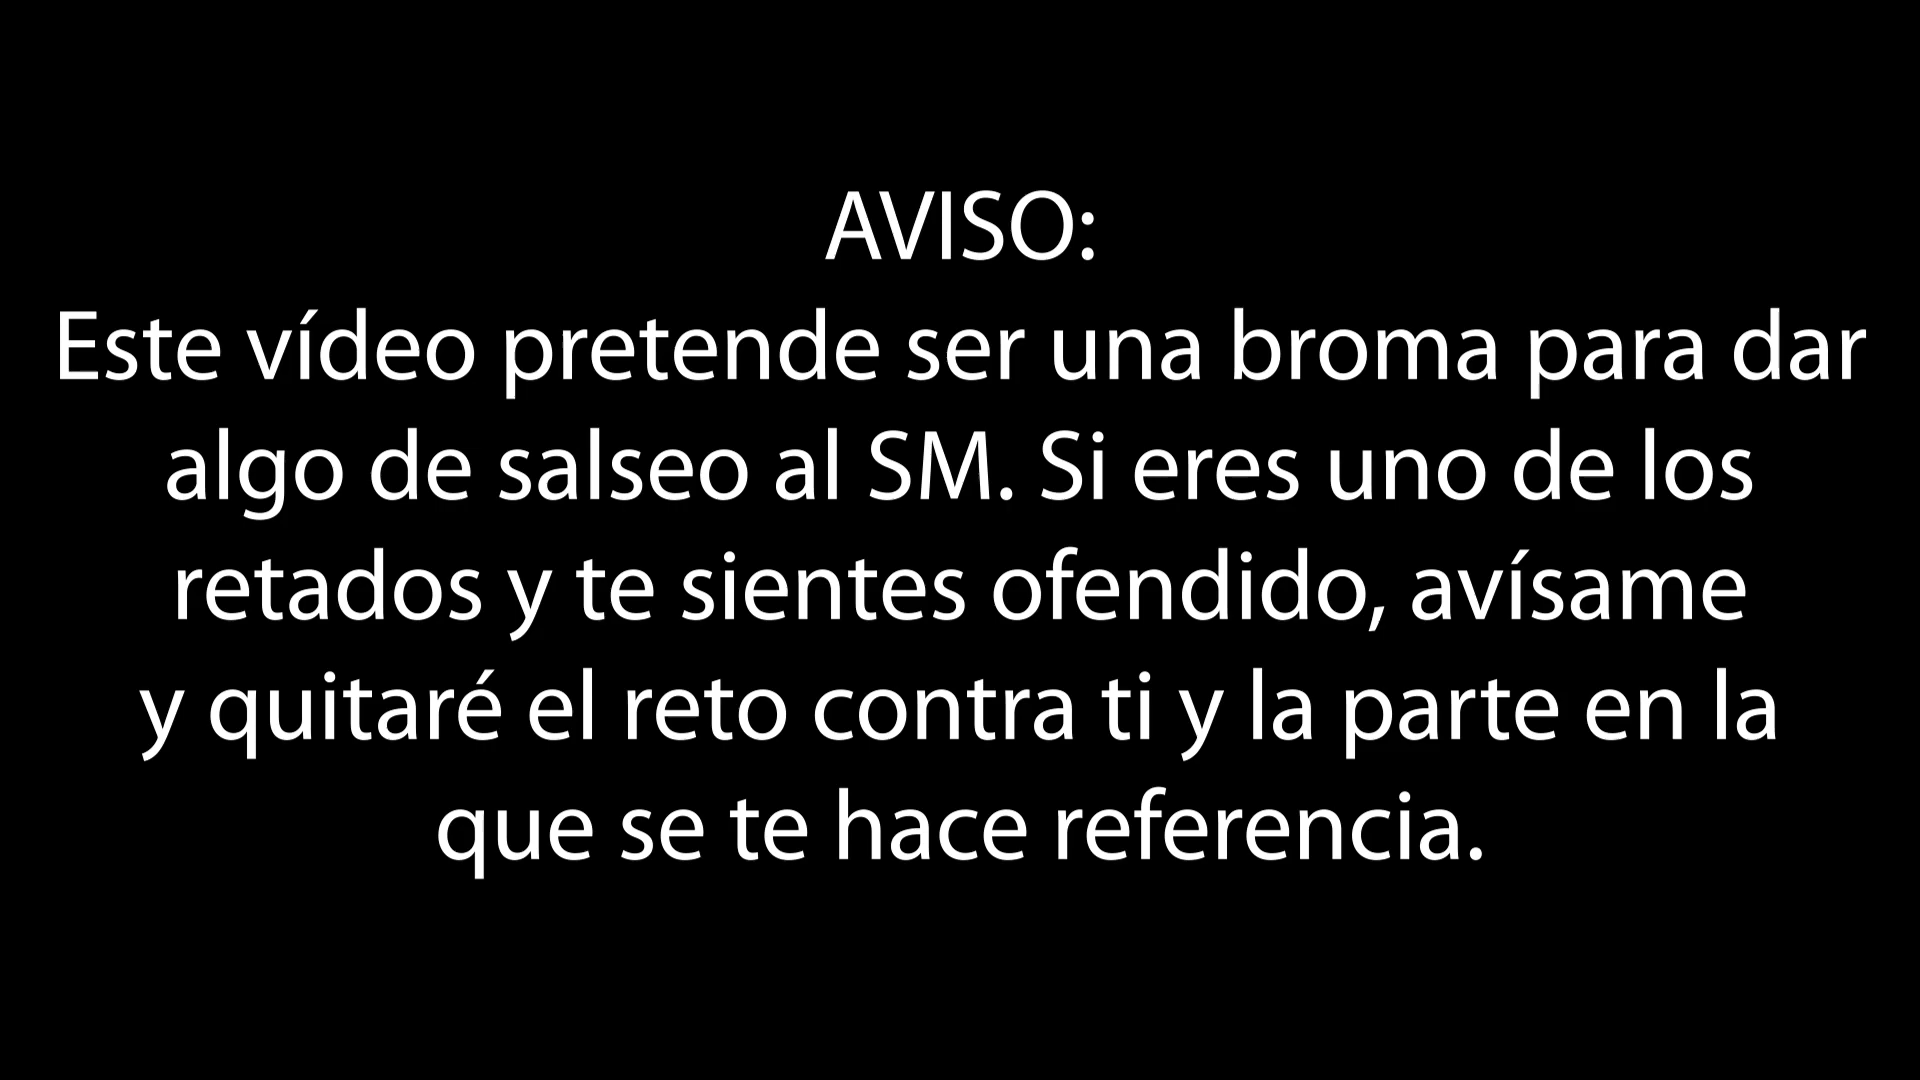 AVISO:
Este vídeo pretende ser una broma para dar
algo de salseo al SM. Si eres uno de los
retados y te sientes ofendido, avísame
y quitaré el reto contra ti y la parte en la
que se te hace referencia.